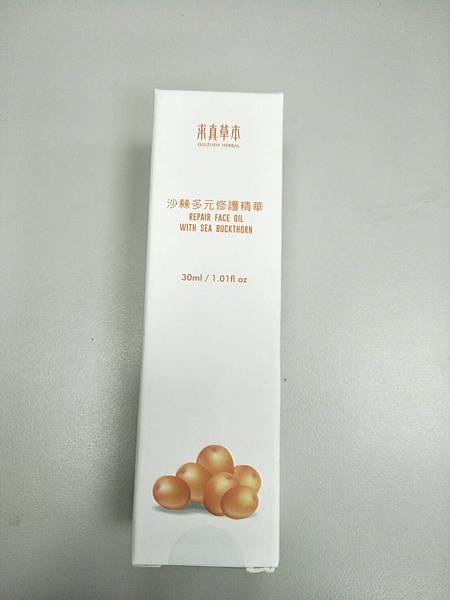 采真草本
QIUZHEN HERBAL
沙棘多元修護精華
REPAIR FACE OIL
WITH SEA BUCKTHORN
30ml / 1.01fl oz